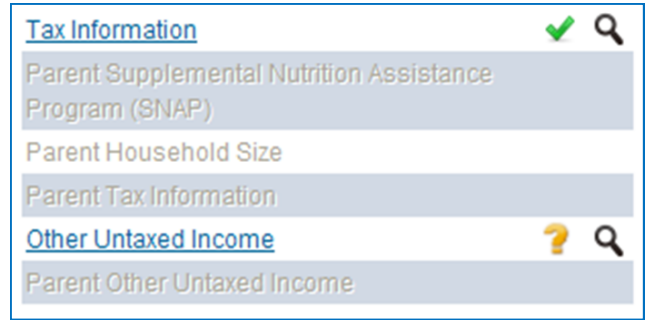 Tax Information
Parent Supplemental Nutrition Assistance
Program (SNAP)
Parent Household Size
Parent Tax Information
Other Untaxed Income
Parent Other Untaxed Income